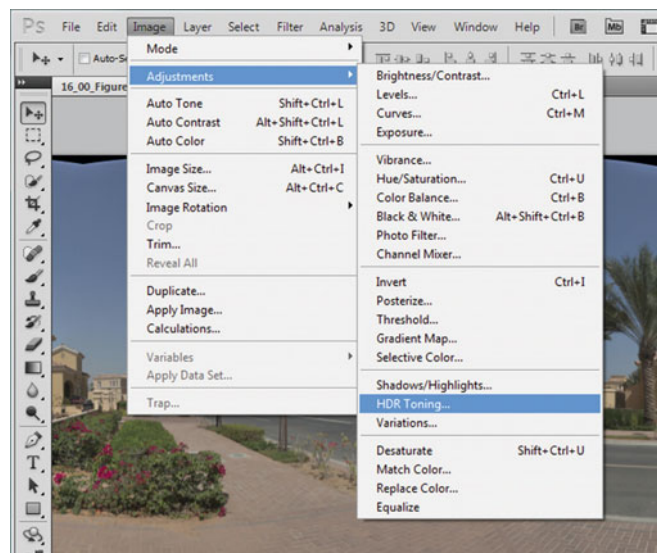 PS File Edit Image Layer Select Filter Analysis 3D View Window Help Br Mb
Auto-Se
16_00_Figure
Mode
Adjustments
Auto Tone Shift+Ctrl+L
Auto Contrast Alt+Shift+Ctrl+L
Auto Color Shift+Ctrl+B
Image Size... Alt+Ctrl+I
Canvas Size... Alt+Ctrl+C
Image Rotation
Crop
Trim...
Reveal All
Duplicate...
Apply Image...
Calculations...
Variables
Apply Data Set...
Trap...
Brightness/Contrast...
Levels... Ctrl+L
Curves... Ctrl+M
Exposure...
Vibrance...
Hue/Saturation... Ctrl+U
Color Balance... Ctrl+B
Black & White... Alt+Shift+Ctrl+B
Photo Filter...
Channel Mixer...
Invert Ctrl+I
Posterize...
Threshold...
Gradient Map...
Selective Color...
Shadows/Highlights...
HDR Toning...
Variations...
Desaturate Shift+Ctrl+U
Match Color...
Replace Color...
Equalize
T